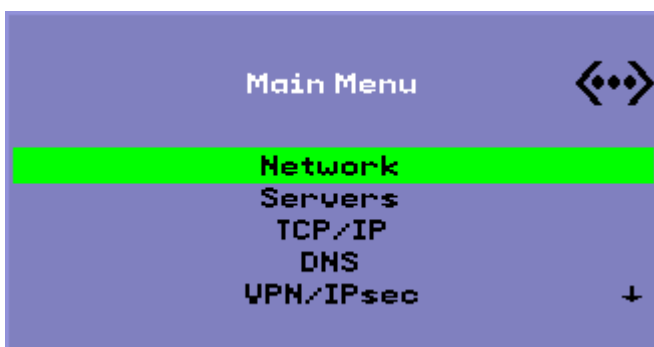 Main Menu
Network
Servers
TCP/IP
DNS
VPN/IPsec